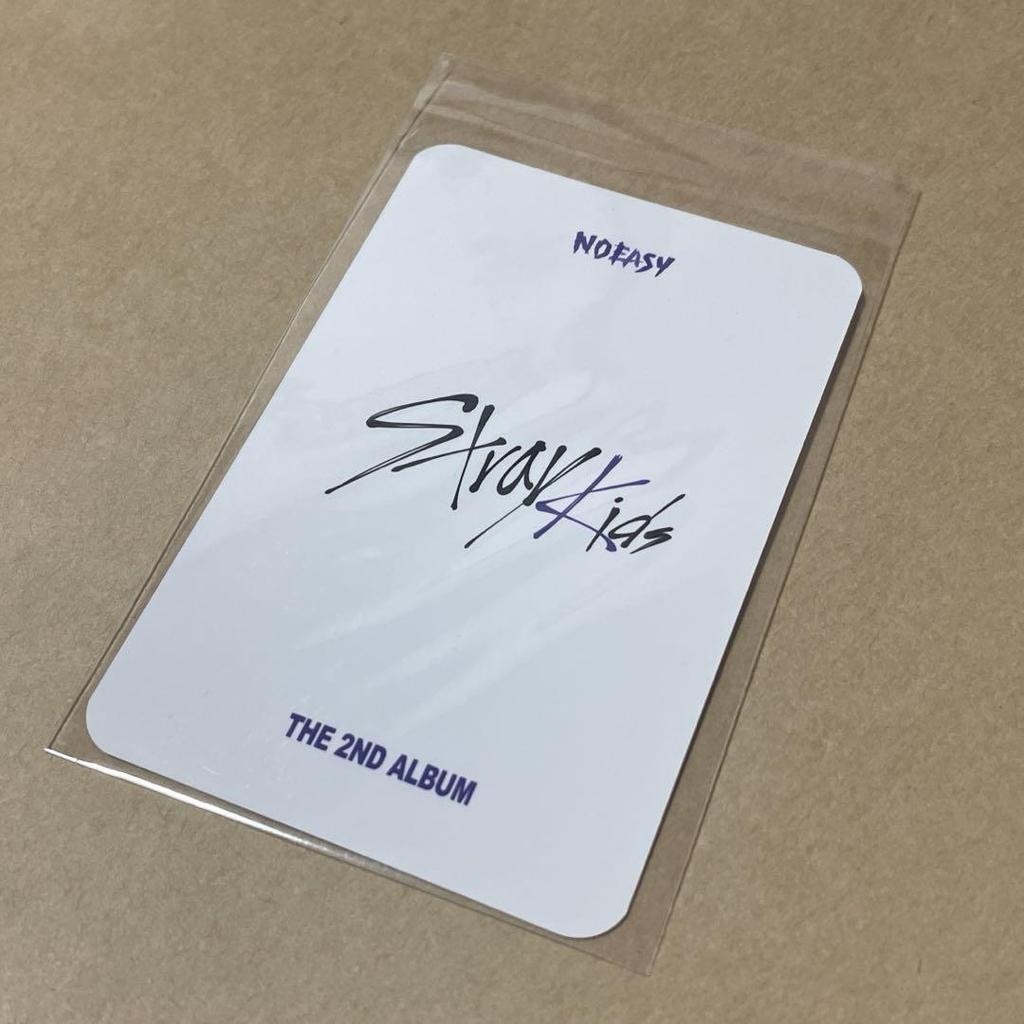 NOEASY
Stray Kids
THE 2ND ALBUM